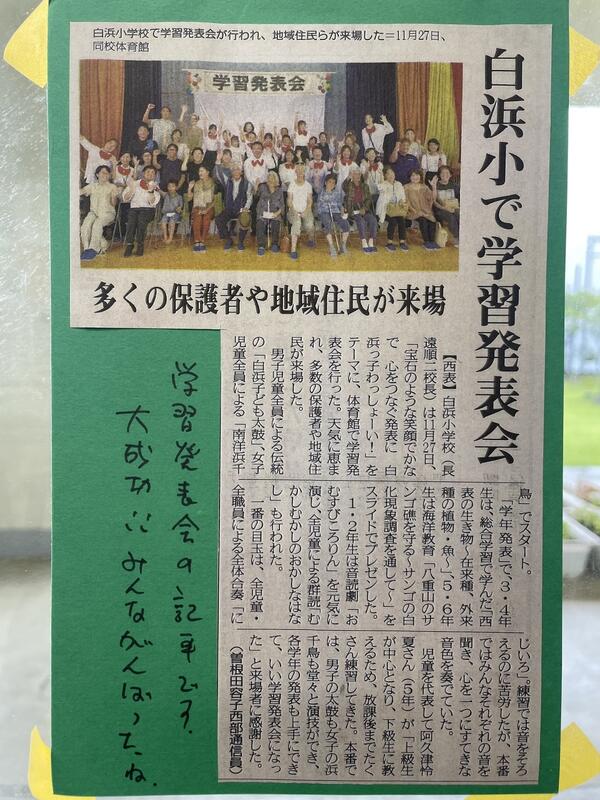 白浜小学校で学習発表会が行われ、地域住民らが来場した=11月27日、
同校体育館
学習発表会
白浜小で学習発表会
多くの保護者や地域住民が来場
【西表】白浜小学校(長
遠順二校長)は11月27日、
「宝石のような笑顔でかな
で 心をつなぐ発表に 白
浜っ子わっしょーい!」を
テーマに、体育館で学習発
表会を行った。天気に恵ま
れ、多数の保護者や地域住
民が来場した。
男子児童全員による伝統
の「白浜子ども太鼓」、女子
児童全員による「南洋浜千
鳥」でスタート。
「学年発表」で、3・4年
生は、総合学習で学んだ「西
表の生き物~在来種、外来
種の植物・魚~」、5・6年
生は海洋教育「八重山のサ
ンゴ礁を守る~サンゴの白
化現象調査を通して~」を
スライドでプレゼンした。
1・2年生は音読劇「お
むすびころりん」を元気に
演じ、全児童による群読「む
かしむかしのおかしなはな
し」も行われた。
一番の目玉は、全児童・
全職員による全体合奏「に
じいろ」。練習では音をそろ
えるのに苦労したが、本番
ではみんなそれぞれの音を
聞き、心を一つにすてきな
音色を奏でていた。
児童を代表して阿久津怜
夏さん(5年)が「上級生
が中心となり、下級生に教
えるため、放課後までたく
さん練習してきた。本番で
は、男子の太鼓も女子の浜
千鳥も堂々と演技ができ、
各学年の発表も上手にでき
て、いい学習発表会になっ
た」と来場者に感謝した。
(曽根田容子西部通信員)
学習発表会の記事です。
大成功!! みんながんばったね。